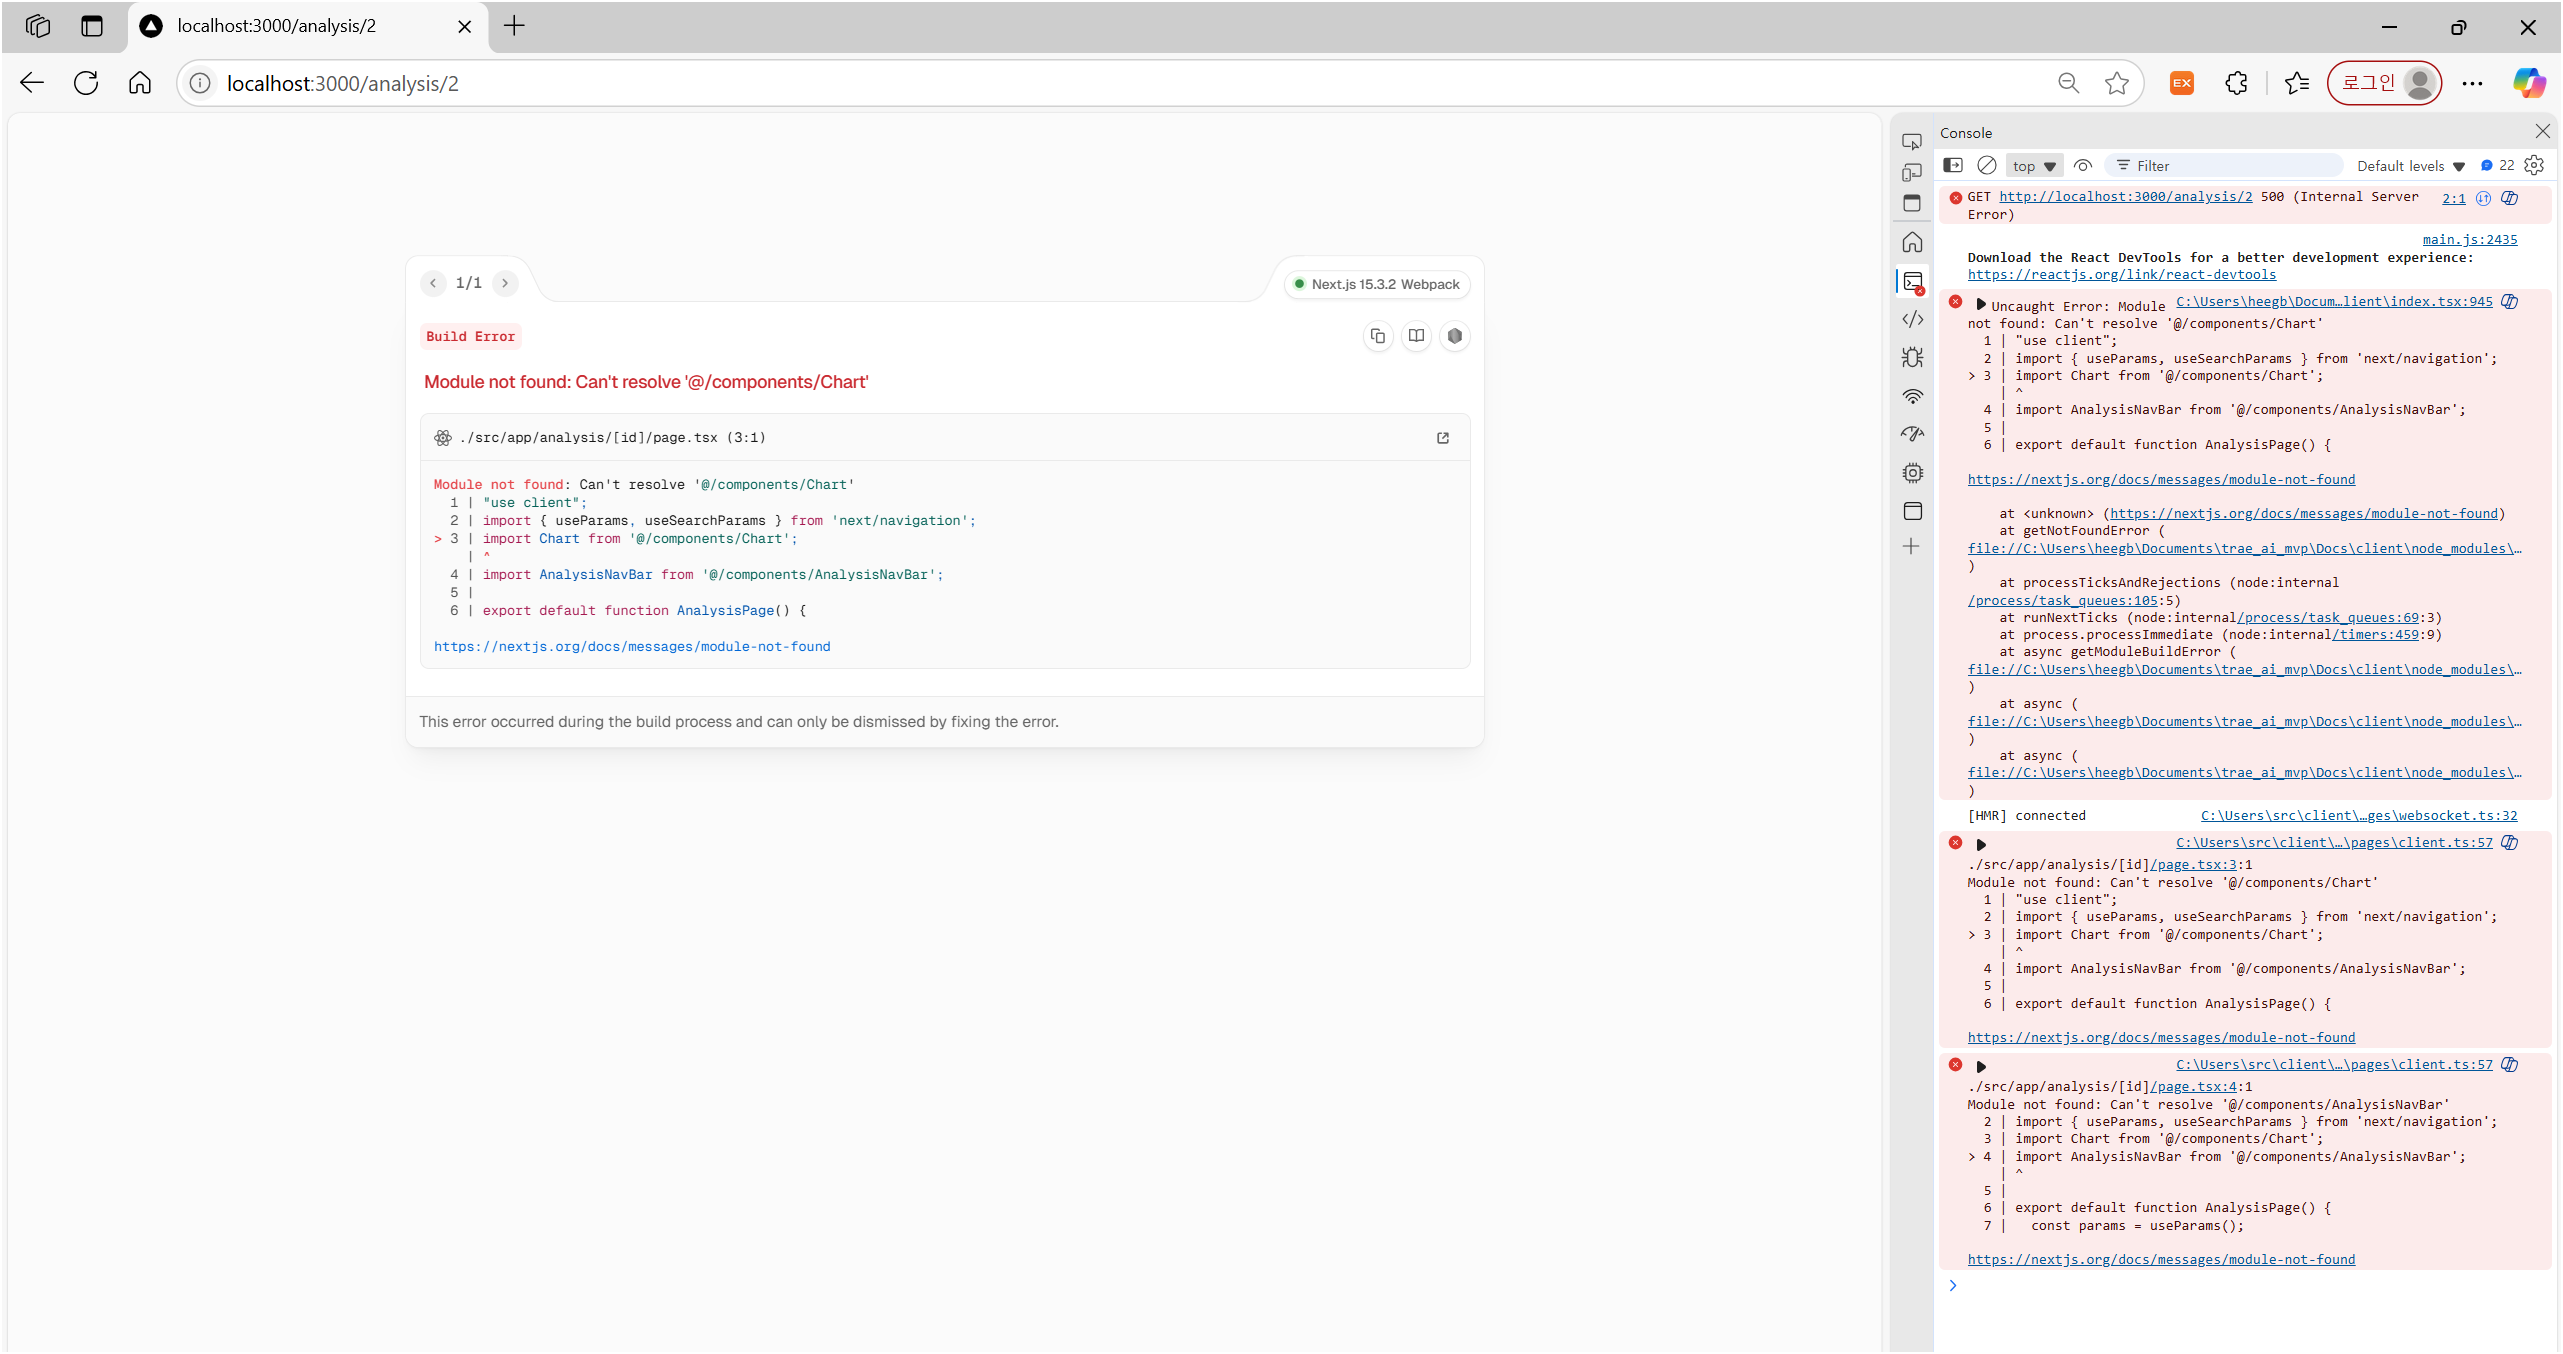 localhost:3000/analysis/2
localhost:3000/analysis/2
EX
로그인
1/1
Next.js 15.3.2 Webpack
Build Error
Module not found: Can't resolve '@/components/Chart'
./src/app/analysis/[id]/page.tsx (3:1)
Module not found: Can't resolve '@/components/Chart'
1 | "use client";
2 | import { useParams, useSearchParams } from 'next/navigation';
> 3 | import Chart from '@/components/Chart';
| ^
4 | import AnalysisNavBar from '@/components/AnalysisNavBar';
5 |
6 | export default function AnalysisPage() {
https://nextjs.org/docs/messages/module-not-found
This error occurred during the build process and can only be dismissed by fixing the error.
Console
top
Filter
Default levels
22
GET http://localhost:3000/analysis/2 500 (Internal Server 2:1
Error)
main.js:2435
Download the React DevTools for a better development experience:
https://reactjs.org/link/react-devtools
Uncaught Error: Module C:\Users\heegb\Docum…lient\index.tsx:945
not found: Can't resolve '@/components/Chart'
1 | "use client";
2 | import { useParams, useSearchParams } from 'next/navigation';
> 3 | import Chart from '@/components/Chart';
| ^
4 | import AnalysisNavBar from '@/components/AnalysisNavBar';
5 |
6 | export default function AnalysisPage() {
https://nextjs.org/docs/messages/module-not-found
at <unknown> (https://nextjs.org/docs/messages/module-not-found)
at getNotFoundError (
file://C:\Users\heegb\Documents\trae_ai_mvp\Docs\client\node_modules\…
)
at processTicksAndRejections (node:internal
/process/task_queues:105:5)
at runNextTicks (node:internal/process/task_queues:69:3)
at process.processImmediate (node:internal/timers:459:9)
at async getModuleBuildError (
file://C:\Users\heegb\Documents\trae_ai_mvp\Docs\client\node_modules\…
)
at async (
file://C:\Users\heegb\Documents\trae_ai_mvp\Docs\client\node_modules\…
)
at async (
file://C:\Users\heegb\Documents\trae_ai_mvp\Docs\client\node_modules\…
)
[HMR] connected C:\Users\src\client\…ges\websocket.ts:32
C:\Users\src\client\…\pages\client.ts:57
./src/app/analysis/[id]/page.tsx:3:1
Module not found: Can't resolve '@/components/Chart'
1 | "use client";
2 | import { useParams, useSearchParams } from 'next/navigation';
> 3 | import Chart from '@/components/Chart';
| ^
4 | import AnalysisNavBar from '@/components/AnalysisNavBar';
5 |
6 | export default function AnalysisPage() {
https://nextjs.org/docs/messages/module-not-found
C:\Users\src\client\…\pages\client.ts:57
./src/app/analysis/[id]/page.tsx:4:1
Module not found: Can't resolve '@/components/AnalysisNavBar'
2 | import { useParams, useSearchParams } from 'next/navigation';
3 | import Chart from '@/components/Chart';
> 4 | import AnalysisNavBar from '@/components/AnalysisNavBar';
| ^
5 |
6 | export default function AnalysisPage() {
7 | const params = useParams();
https://nextjs.org/docs/messages/module-not-found